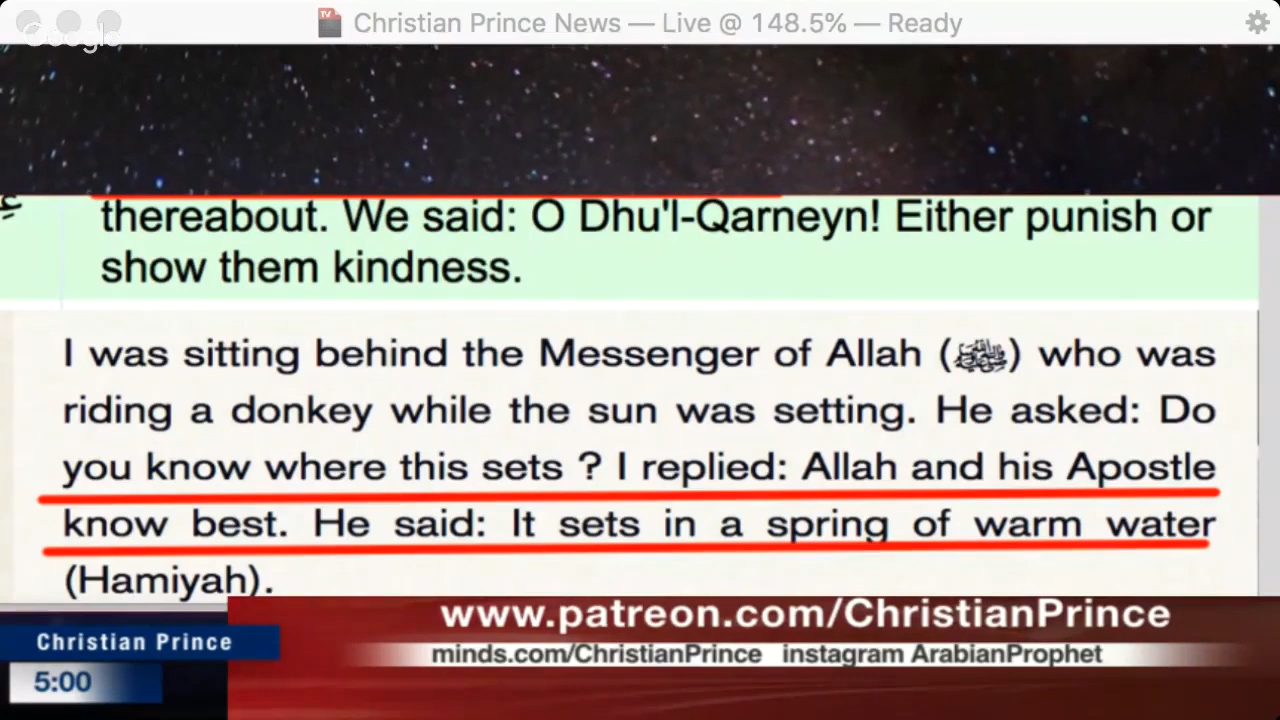 Christian Prince News — Live @ 148.5% — Ready
Google
TV
thereabout. We said: O Dhu'l-Qarneyn! Either punish or
show them kindness.
I was sitting behind the Messenger of Allah (ﷺ) who was
riding a donkey while the sun was setting. He asked: Do
you know where this sets ? I replied: Allah and his Apostle
know best. He said: It sets in a spring of warm water
(Hamiyah).
www.patreon.com/ChristianPrince
minds.com/ChristianPrince instagram ArabianProphet
Christian Prince
5:00